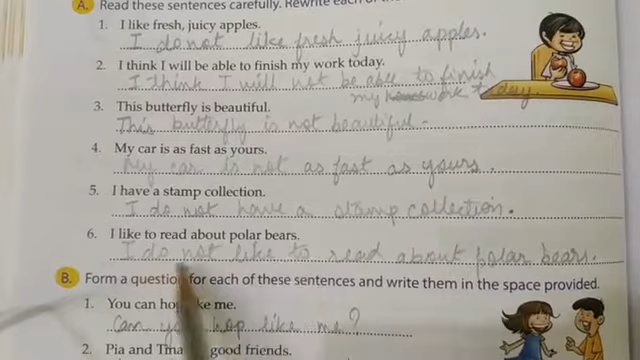 A. Read these sentences carefully. Rewrite each of the
1. I like fresh, juicy apples.
I do not like fresh juicy apples.
2. I think I will be able to finish my work today.
I think I will not be able to finish
my work today.
3. This butterfly is beautiful.
This butterfly is not beautiful.
4. My car is as fast as yours.
My car is not as fast as yours.
5. I have a stamp collection.
I do not have a stamp collection.
6. I like to read about polar bears.
I do not like to read about polar bears.
B. Form a question for each of these sentences and write them in the space provided.
1. You can hop like me.
Can you hop like me?
2. Pia and Tina good friends.